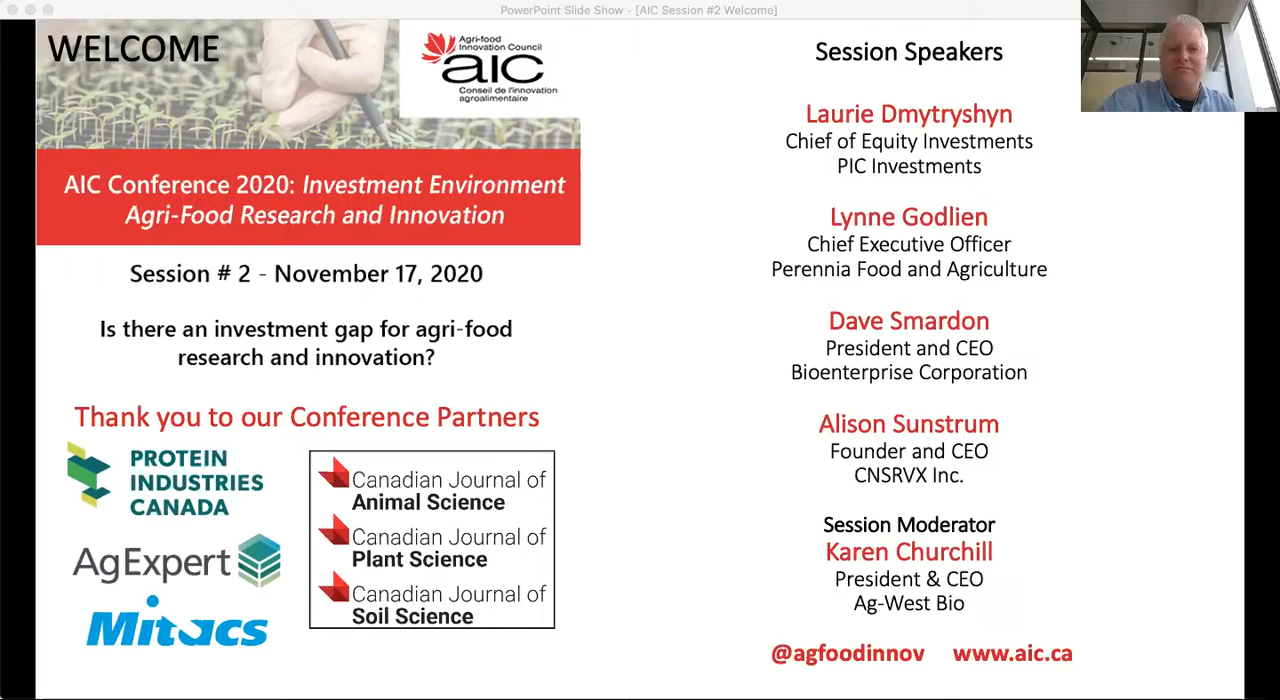 PowerPoint Slide Show - [AIC Session #2 Welcome]
WELCOME
Agri-food
Innovation Council
aic
Conseil de l'innovation
agroalimentaire
AIC Conference 2020: Investment Environment
Agri-Food Research and Innovation
Session # 2 - November 17, 2020
Is there an investment gap for agri-food
research and innovation?
Thank you to our Conference Partners
PROTEIN
INDUSTRIES
CANADA
AgExpert
Mitacs
Canadian Journal of
Animal Science
Canadian Journal of
Plant Science
Canadian Journal of
Soil Science
Session Speakers
Laurie Dmytryshyn
Chief of Equity Investments
PIC Investments
Lynne Godlien
Chief Executive Officer
Perennia Food and Agriculture
Dave Smardon
President and CEO
Bioenterprise Corporation
Alison Sunstrum
Founder and CEO
CNSRVX Inc.
Session Moderator
Karen Churchill
President & CEO
Ag-West Bio
@agfoodinnov www.aic.ca